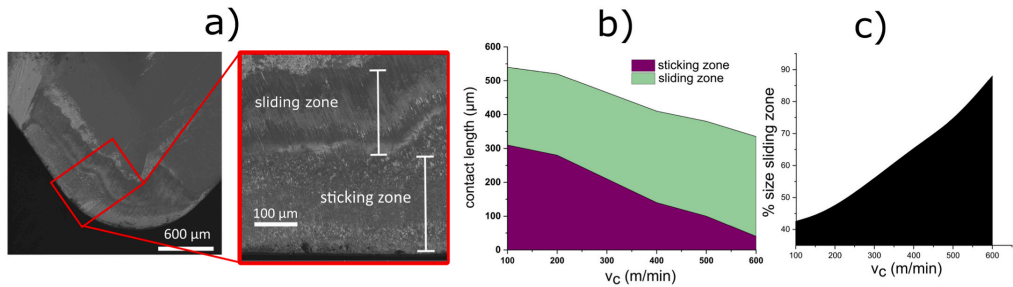 a)
sliding zone
sticking zone
100 µm
600 µm
b)
600
500
400
300
200
100
0
contact length (µm)
sticking zone
sliding zone
100 200 300 400 500 600
vc (m/min)
c)
90
80
70
60
50
40
% size sliding zone
100 200 300 400 500 600
vc (m/min)